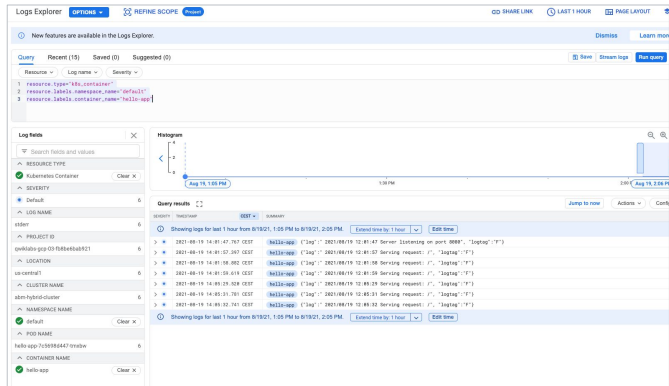 Logs Explorer OPTIONS REFINE SCOPE Project SHARE LINK LAST 1 HOUR PAGE LAYOUT
New features are available in the Logs Explorer. Dismiss Learn more
Query Recent (15) Saved (0) Suggested (0) Save Stream logs Run query
Resource Log name Severity
1 resource.type="k8s_container"
2 resource.labels.namespace_name="default"
3 resource.labels.container_name="hello-app"
Log fields
Search fields and values
RESOURCE TYPE
Kubernetes Container Clear X
SEVERITY
Default 6
LOG NAME
stderr 6
PROJECT ID
qwiklabs-gcp-03-fb8be6bab921 6
LOCATION
us-central1 6
CLUSTER NAME
abm-hybrid-cluster 6
NAMESPACE NAME
default Clear X
POD NAME
hello-app-7c5698d447-tmabw 6
CONTAINER NAME
hello-app Clear X
Histogram
4
2
0
Aug 19, 1:05 PM 1:30 PM 2:00 Aug 19, 2:06 PM
Query results Jump to now Actions Config
SEVERITY TIMESTAMP CEST SUMMARY
Showing logs for last 1 hour from 8/19/21, 1:05 PM to 8/19/21, 2:05 PM. Extend time by: 1 hour Edit time
2021-08-19 14:01:47.767 CEST hello-app {"log":" 2021/08/19 12:01:47 Server listening on port 8080", "logtag":"F"}
2021-08-19 14:01:57.397 CEST hello-app {"log":" 2021/08/19 12:01:57 Serving request: /", "logtag":"F"}
2021-08-19 14:01:58.802 CEST hello-app {"log":" 2021/08/19 12:01:58 Serving request: /", "logtag":"F"}
2021-08-19 14:01:59.619 CEST hello-app {"log":" 2021/08/19 12:01:59 Serving request: /", "logtag":"F"}
2021-08-19 14:05:29.520 CEST hello-app {"log":" 2021/08/19 12:05:29 Serving request: /", "logtag":"F"}
2021-08-19 14:05:31.781 CEST hello-app {"log":" 2021/08/19 12:05:31 Serving request: /", "logtag":"F"}
2021-08-19 14:05:32.741 CEST hello-app {"log":" 2021/08/19 12:05:32 Serving request: /", "logtag":"F"}
Showing logs for last 1 hour from 8/19/21, 1:05 PM to 8/19/21, 2:05 PM. Extend time by: 1 hour Edit time